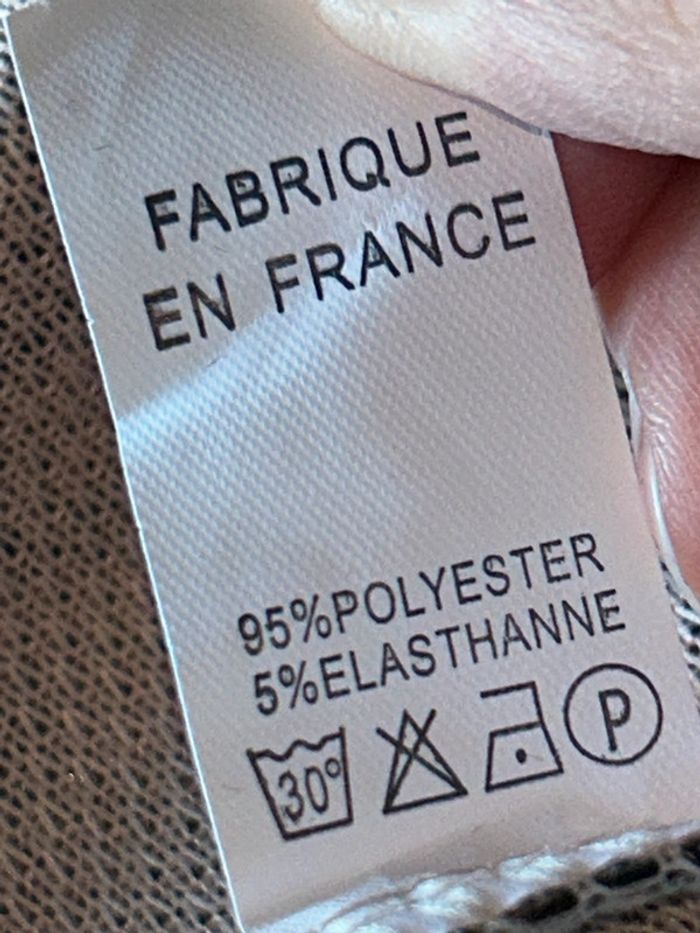 FABRIQUE
EN FRANCE
95%POLYESTER
5%ELASTHANNE
30° P